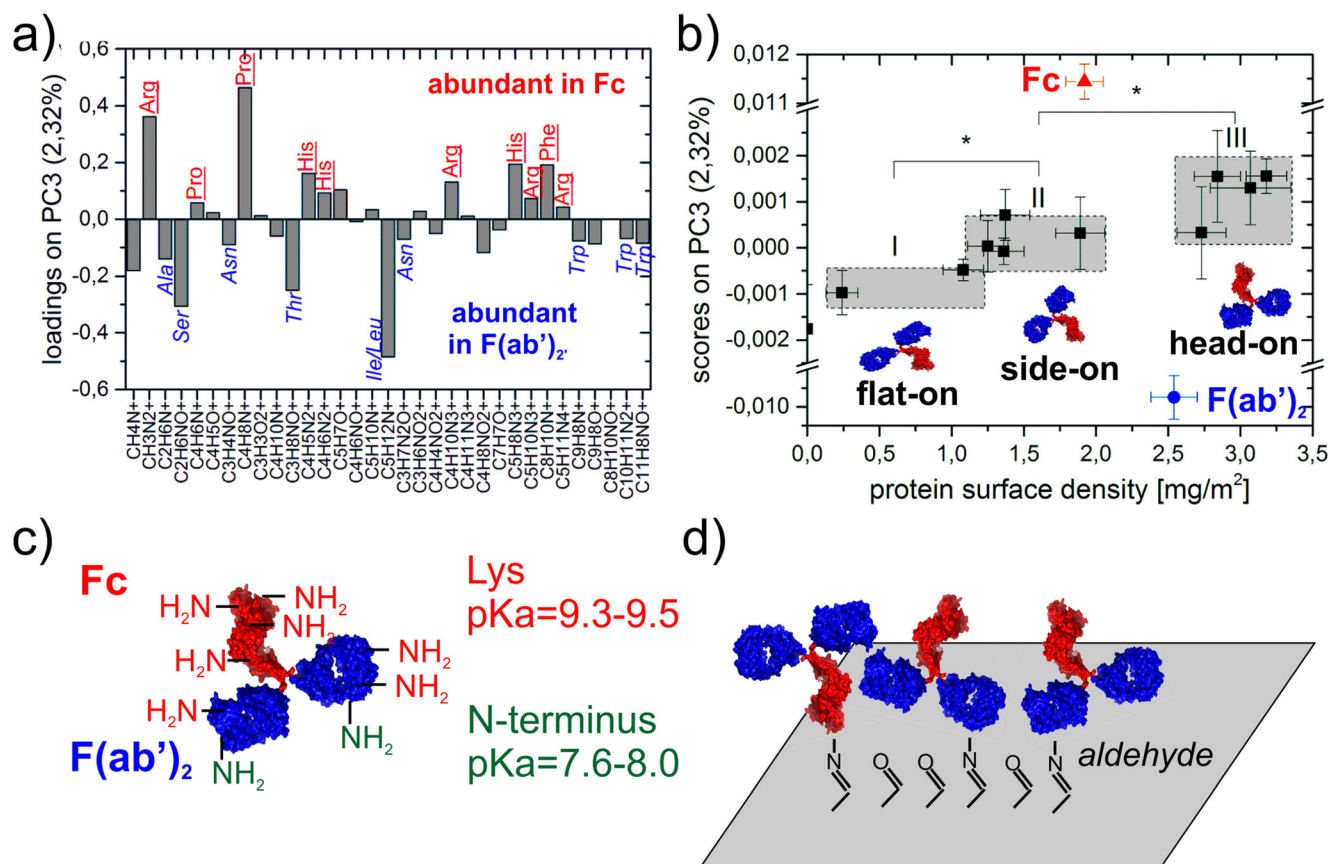 a)
loadings on PC3 (2,32%)
0,6
0,4
0,2
0,0
-0,2
-0,4
-0,6
abundant in Fc
Arg
Pro
Pro
His
His
Arg
His
Arg
Phe
Arg
Ala
Ser
Asn
Thr
Ile/Leu
Asn
Trp
Trp
Trp
abundant
in F(ab')2'
CH4N+
CH3N2+
C2H6N+
C2H6NO+
C4H6N+
C4H5O+
C3H4NO+
C3H3O2+
C4H8N+
C4H10N+
C3H8NO+
C4H5N2+
C4H6N2+
C5H7O+
C4H6NO+
C5H10N+
C5H12N+
C3H7N2O+
C3H6NO2+
C4H4NO2+
C4H10N3+
C4H11N3+
C4H8NO2+
C7H7O+
C5H8N3+
C5H10N3+
C8H10N+
C5H11N4+
C9H8N+
C9H8O+
C8H10NO+
C10H11N2+
C11H8NO+
b)
scores on PC3 (2,32%)
0,012
0,011
0,002
0,001
0,000
-0,001
-0,002
-0,010
Fc
*
*
I
II
III
flat-on
side-on
head-on
F(ab')2
0,0 0,5 1,0 1,5 2,0 2,5 3,0 3,5
protein surface density [mg/m2]
c)
Fc
H2N
NH2
NH2
H2N
NH2
NH2
H2N
NH2
NH2
F(ab')2
Lys
pKa=9.3-9.5
N-terminus
pKa=7.6-8.0
d)
N O O N O N
aldehyde